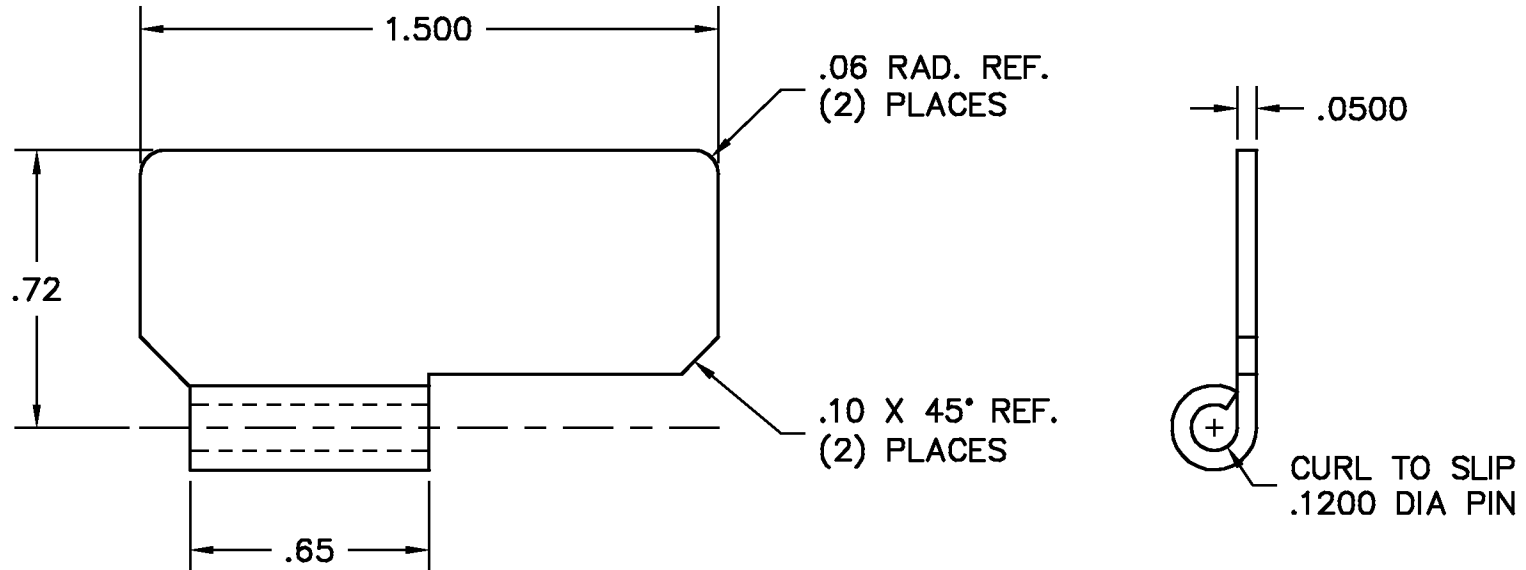 1.500
.06 RAD. REF.
(2) PLACES
.0500
.72
.10 X 45° REF.
(2) PLACES
CURL TO SLIP
.1200 DIA PIN
.65